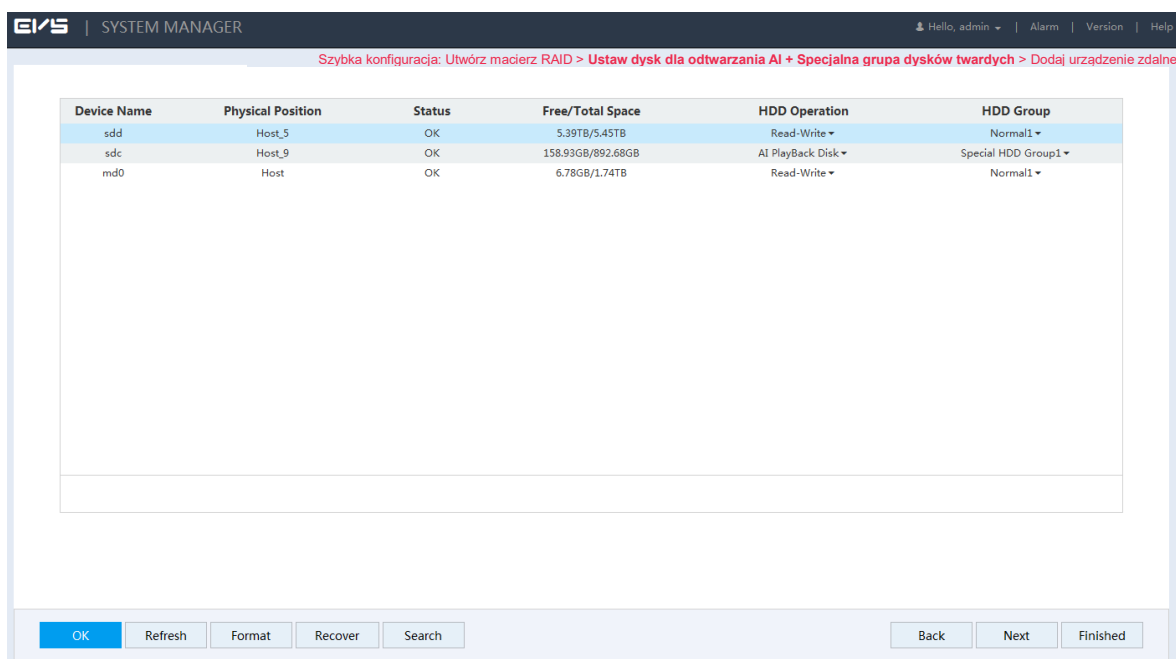 EVS | SYSTEM MANAGER Hello, admin | Alarm | Version | Help
Szybka konfiguracja: Utwórz macierz RAID > Ustaw dysk dla odtwarzania AI + Specjalna grupa dysków twardych > Dodaj urządzenie zdalne
Device Name Physical Position Status Free/Total Space HDD Operation HDD Group
sdd Host_5 OK 5.39TB/5.45TB Read-Write Normal1
sdc Host_9 OK 158.93GB/892.68GB AI PlayBack Disk Special HDD Group1
md0 Host OK 6.78GB/1.74TB Read-Write Normal1
OK Refresh Format Recover Search Back Next Finished